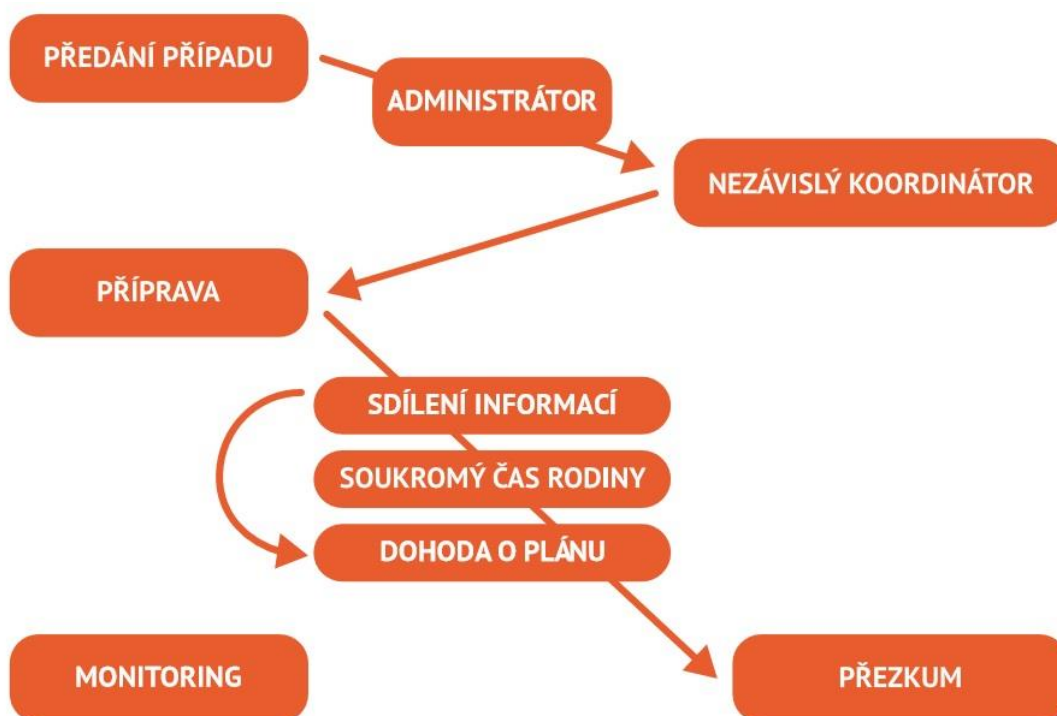 PŘEDÁNÍ PŘÍPADU
ADMINISTRÁTOR
NEZÁVISLÝ KOORDINÁTOR
PŘÍPRAVA
SDÍLENÍ INFORMACÍ
SOUKROMÝ ČAS RODINY
DOHODA O PLÁNU
MONITORING
PŘEZKUM